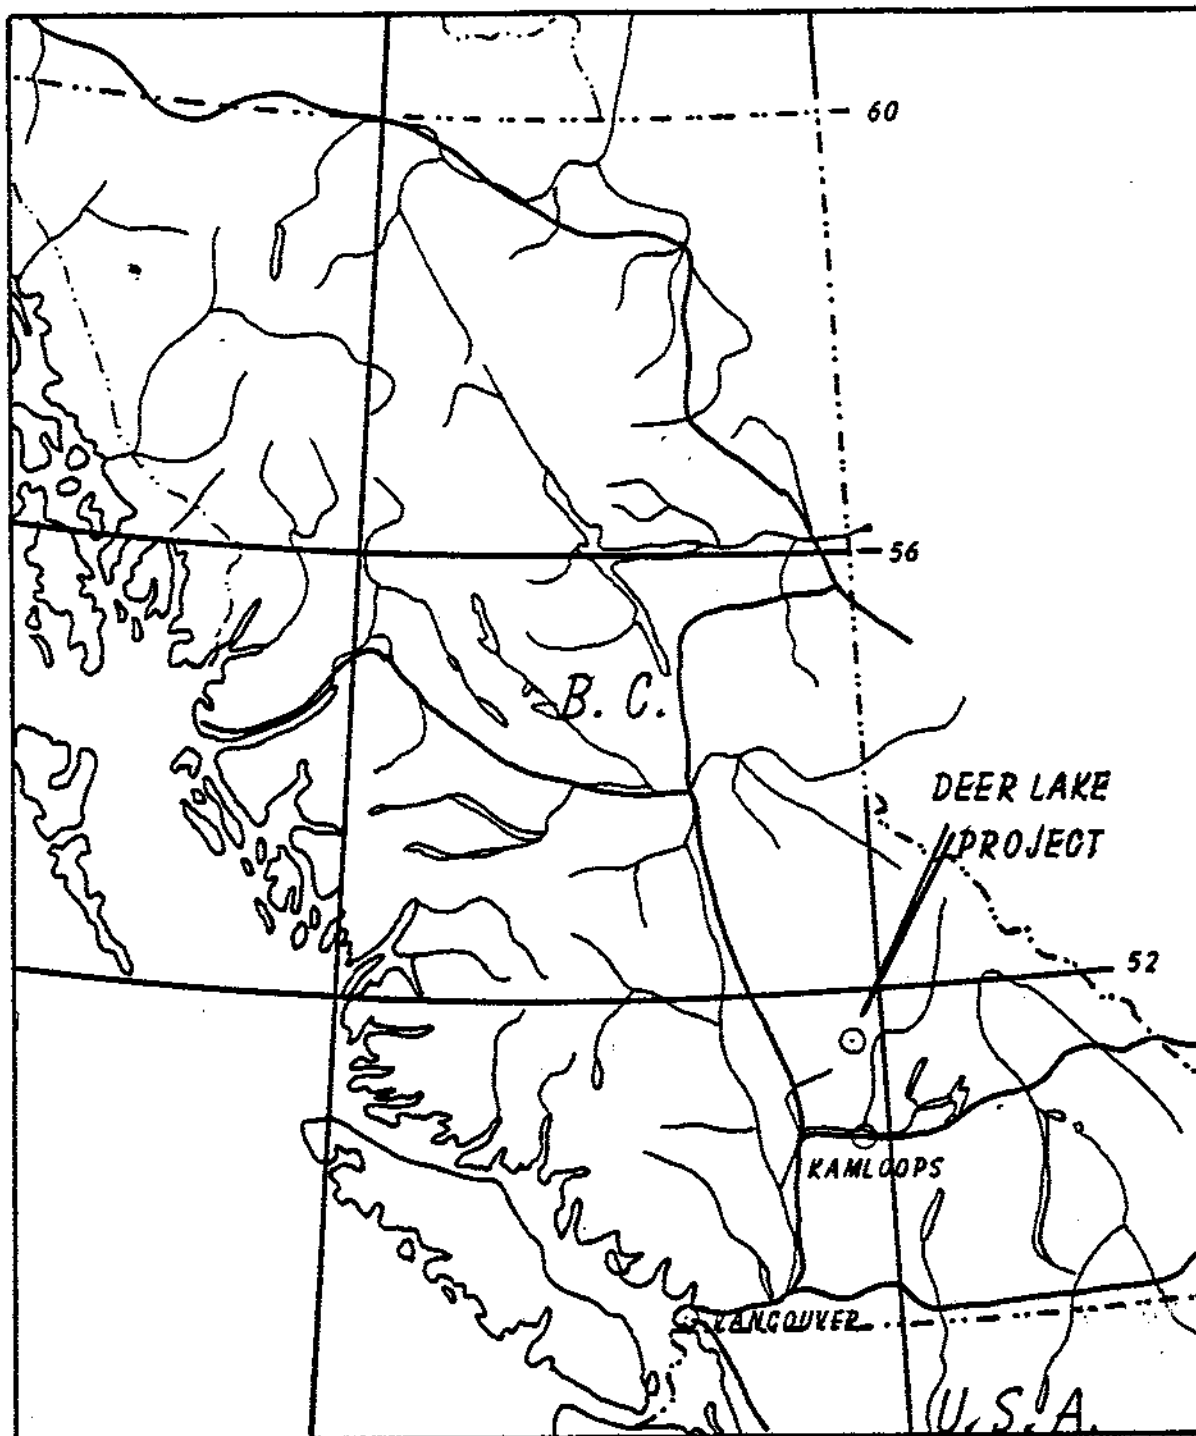 60
56
B. C.
DEER LAKE
PROJECT
52
KAMLOOPS
VANCOUVER
U. S. A.